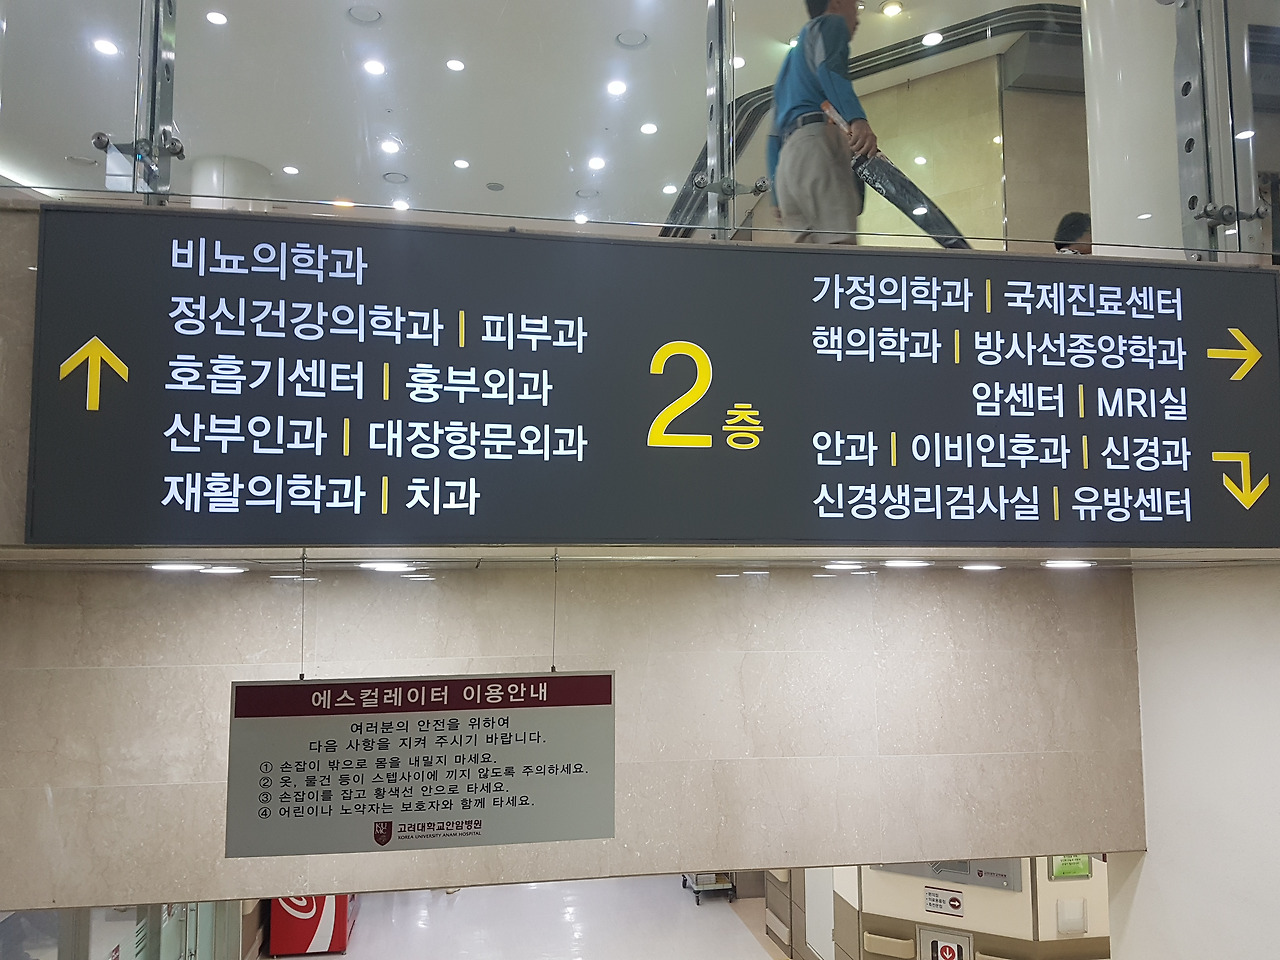 비뇨의학과
정신건강의학과 | 피부과
호흡기센터 | 흉부외과
산부인과 | 대장항문외과
재활의학과 | 치과
2층
가정의학과 | 국제진료센터
핵의학과 | 방사선종양학과
암센터 | MRI실
안과 | 이비인후과 | 신경과
신경생리검사실 | 유방센터
에스컬레이터 이용안내
여러분의 안전을 위하여
다음 사항을 지켜 주시기 바랍니다.
① 손잡이 밖으로 몸을 내밀지 마세요.
② 옷, 물건 등이 스텝사이에 끼지 않도록 주의하세요.
③ 손잡이를 잡고 황색선 안으로 타세요.
④ 어린이나 노약자는 보호자와 함께 타세요.
고려대학교안암병원
KOREA UNIVERSITY ANAM HOSPITAL